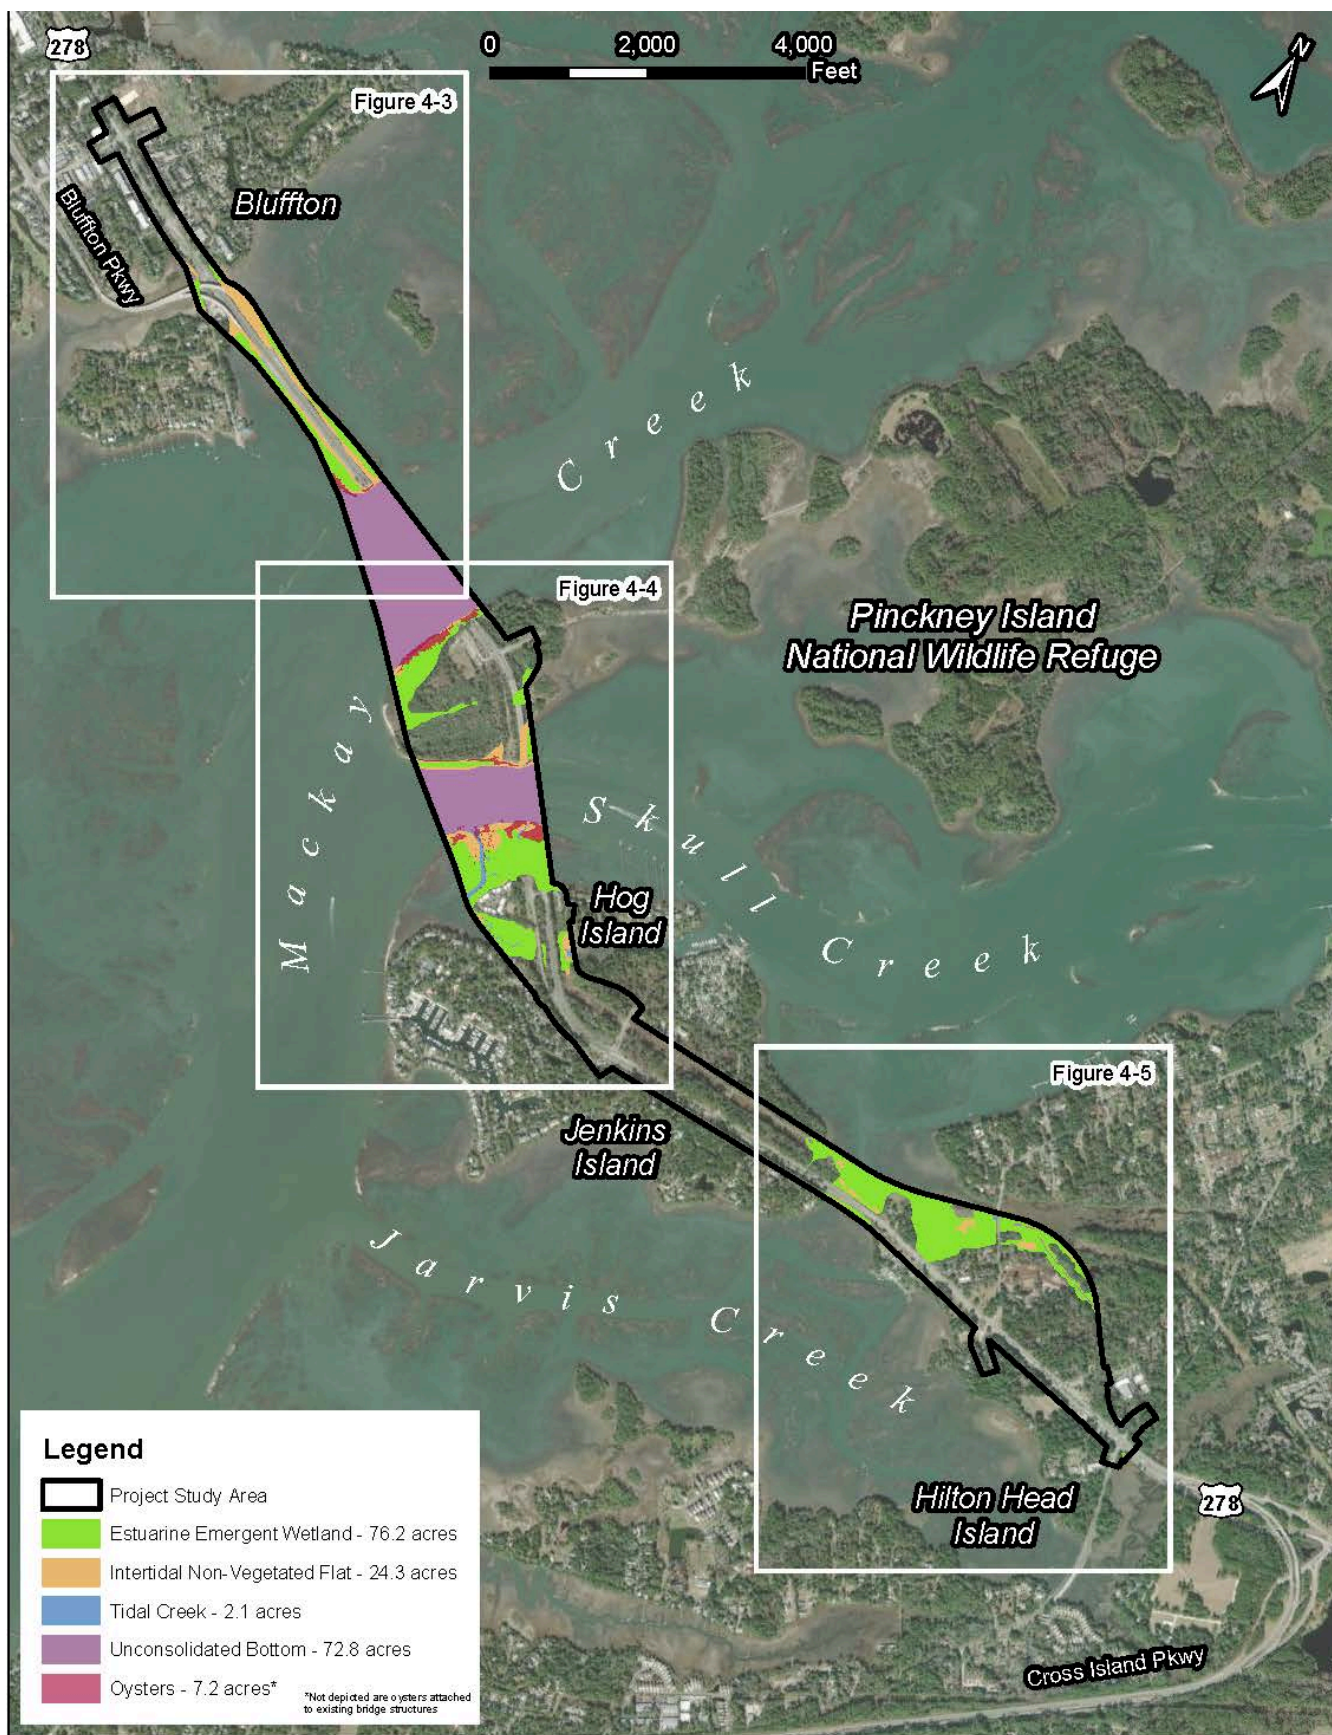 278
0 2,000 4,000
Feet
N
Figure 4-3
Bluffton
Bluffton Pkwy
Creek
Figure 4-4
Pinckney Island
National Wildlife Refuge
Mackay
Skull
Creek
Hog
Island
Figure 4-5
Jenkins
Island
Jarvis Creek
Hilton Head
Island
278
Cross Island Pkwy
Legend
Project Study Area
Estuarine Emergent Wetland - 76.2 acres
Intertidal Non-Vegetated Flat - 24.3 acres
Tidal Creek - 2.1 acres
Unconsolidated Bottom - 72.8 acres
Oysters - 7.2 acres*
*Not depicted are oysters attached
to existing bridge structures